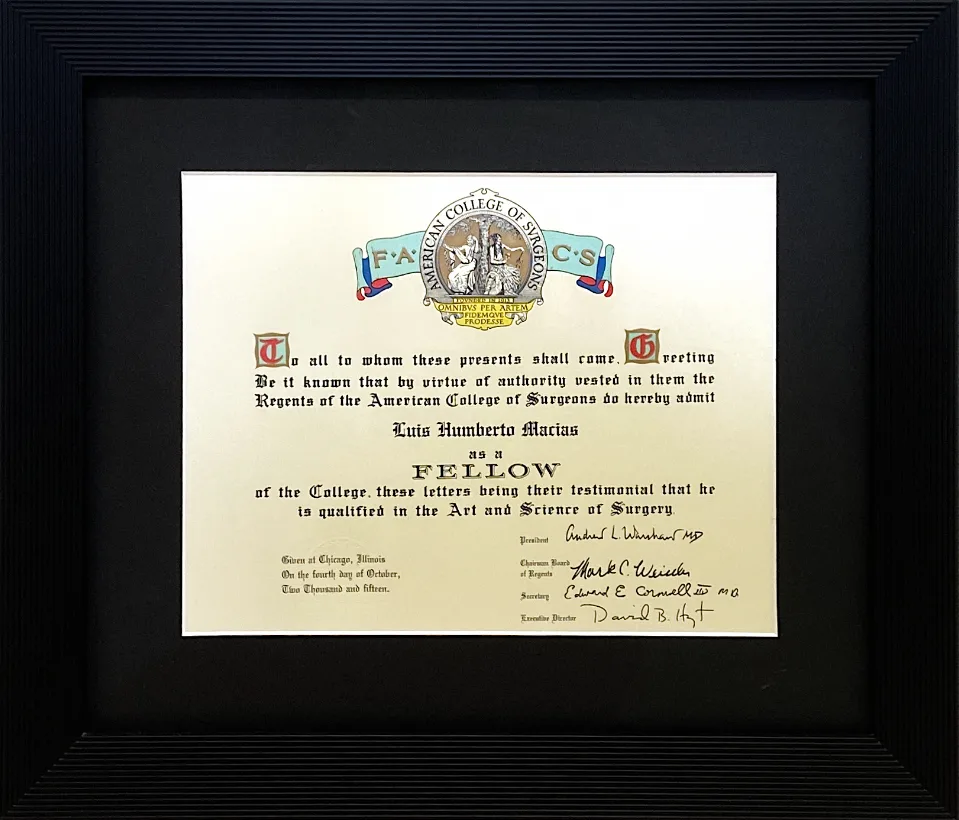 AMERICAN COLLEGE OF SVRGEONS
F·A· C·S
FOUNDED IN 1913
OMNIBVS PER ARTEM
FIDEMQVE
PRODESSE
To all to whom these presents shall come. Greeting
Be it known that by virtue of authority vested in them the
Regents of the American College of Surgeons do hereby admit
Luis Humberto Macias
as a
FELLOW
of the College, these letters being their testimonial that he
is qualified in the Art and Science of Surgery.
Given at Chicago, Illinois
On the fourth day of October,
Two Thousand and fifteen.
President Andrew L. Warshaw MD
Chairman Board
of Regents Mark C. Weissler
Secretary Edward E Cornwell III MD
Executive Director David B. Hoyt